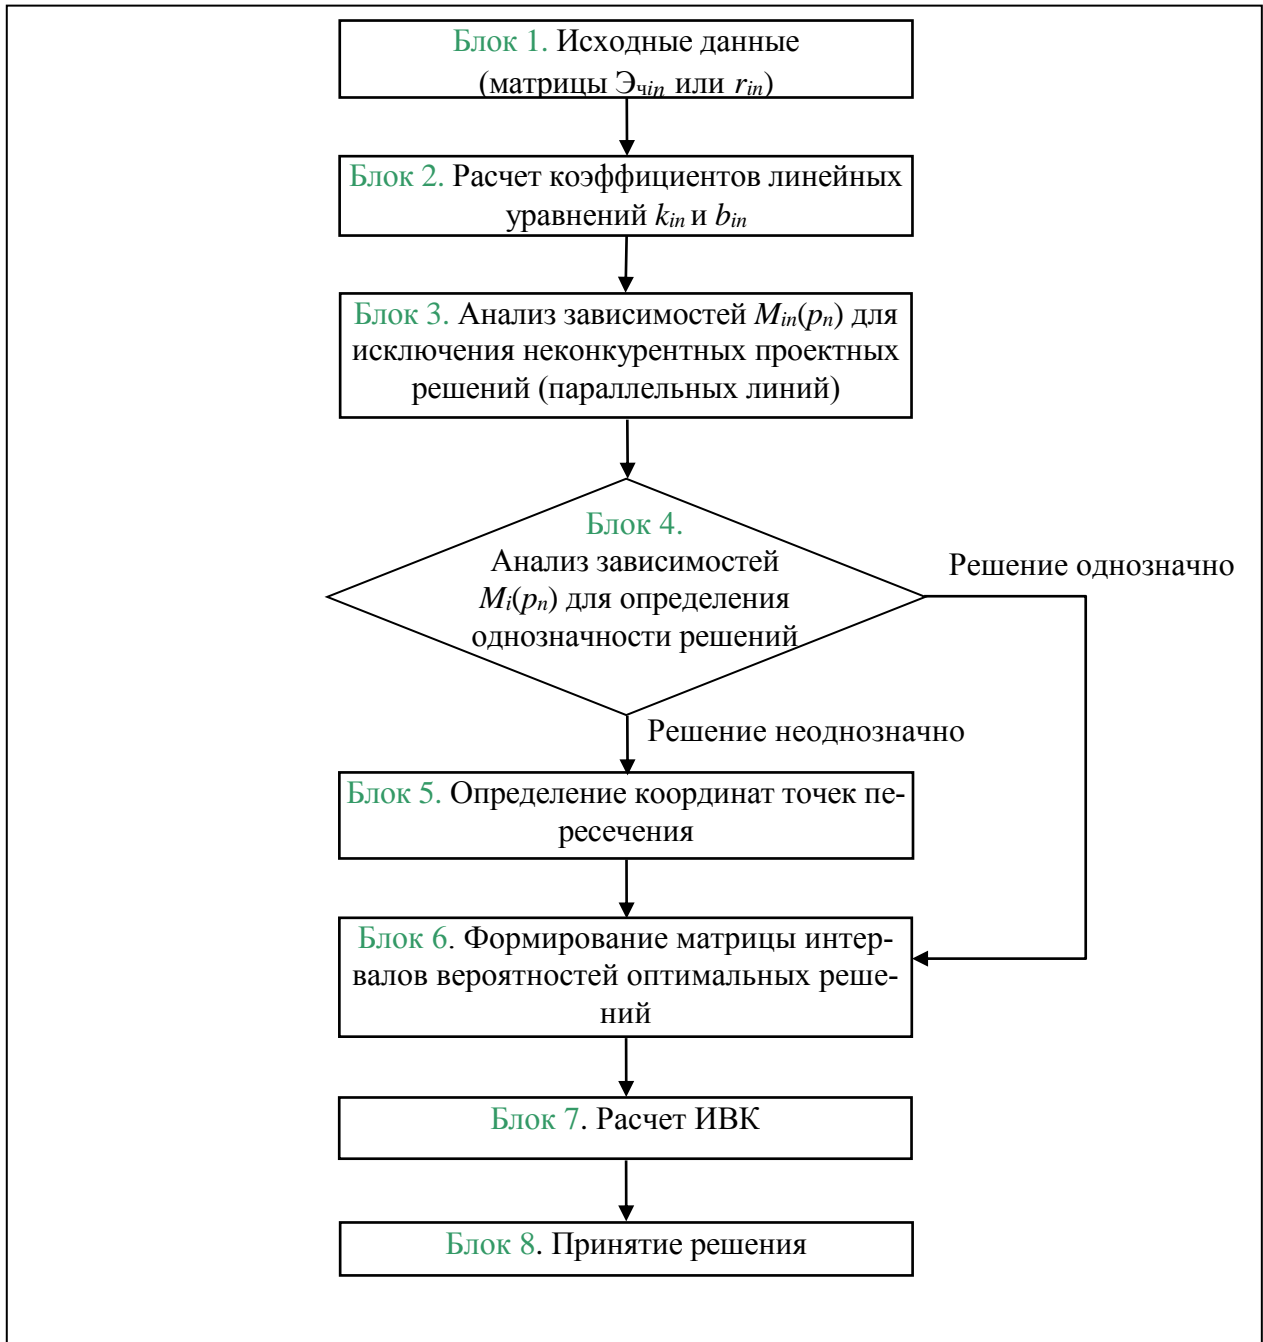 Блок 1. Исходные данные
(матрицы Эчin или rin)
Блок 2. Расчет коэффициентов линейных
уравнений kin и bin
Блок 3. Анализ зависимостей Min(pn) для
исключения неконкурентных проектных
решений (параллельных линий)
Блок 4.
Анализ зависимостей
Mi(pn) для определения
однозначности решений
Решение однозначно
Решение неоднозначно
Блок 5. Определение координат точек пе-
ресечения
Блок 6. Формирование матрицы интер-
валов вероятностей оптимальных реше-
ний
Блок 7. Расчет ИВК
Блок 8. Принятие решения